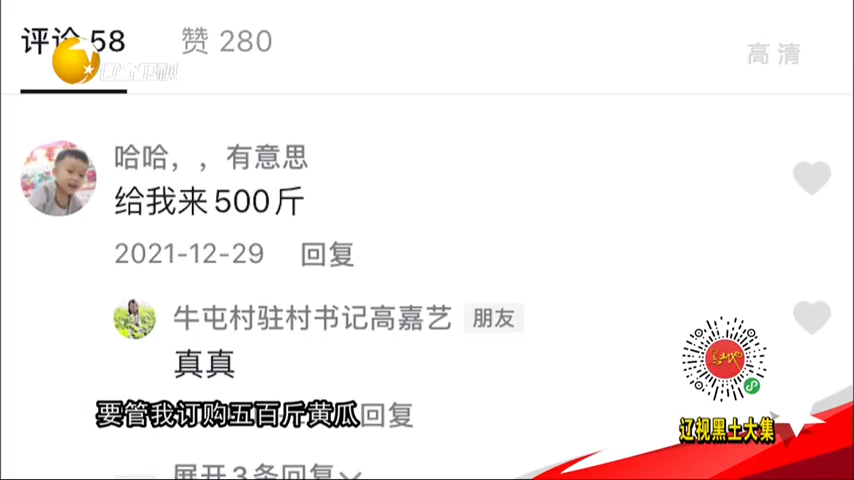 评论 58
赞 280
高清
哈哈，，有意思
给我来500斤
2021-12-29 回复
牛屯村驻村书记高嘉艺 朋友
真真
要管我订购五百斤黄瓜
回复
辽视黑土大集
展开3条回复